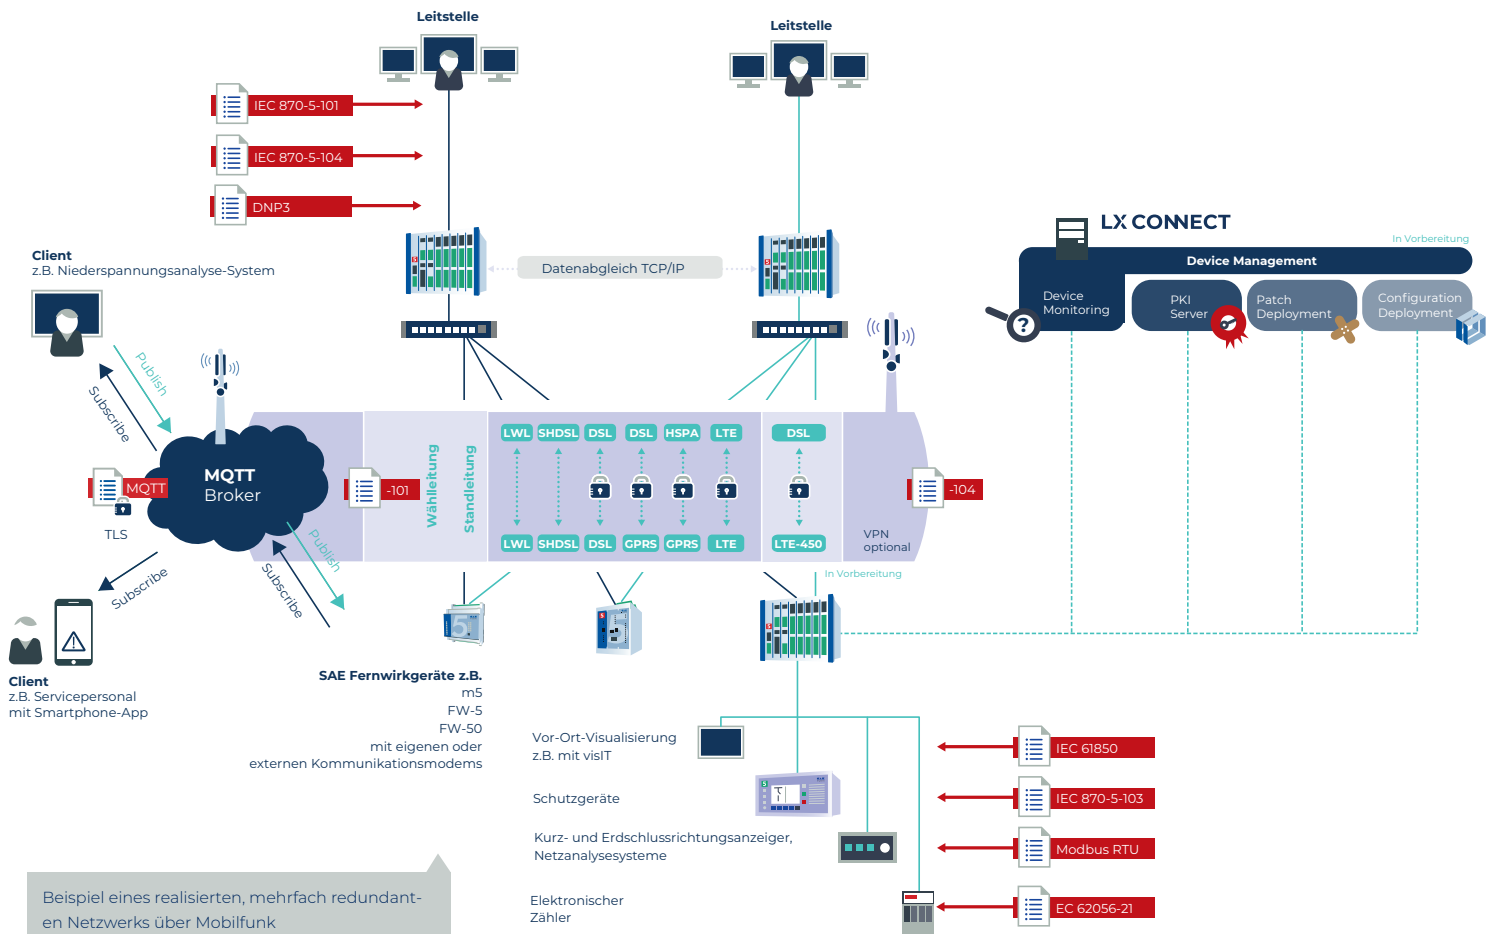 Leitstelle
Leitstelle
IEC 870-5-101
IEC 870-5-104
DNP3
Client
z.B. Niederspannungsanalyse-System
Datenabgleich TCP/IP
LX CONNECT
In Vorbereitung
Device Management
Device
Monitoring
PKI
Server
Patch
Deployment
Configuration
Deployment
?
Publish
Subscribe
MQTT
Broker
MQTT
TLS
-101
Wählleitung
Standleitung
LWL
SHDSL
DSL
DSL
HSPA
LTE
DSL
LWL
SHDSL
DSL
GPRS
GPRS
LTE
LTE-450
-104
VPN
optional
In Vorbereitung
Publish
Subscribe
Subscribe
Client
z.B. Servicepersonal
mit Smartphone-App
SAE Fernwirkgeräte z.B.
m5
FW-5
FW-50
mit eigenen oder
externen Kommunikationsmodems
Vor-Ort-Visualisierung
z.B. mit visIT
Schutzgeräte
Kurz- und Erdschlussrichtungsanzeiger,
Netzanalysesysteme
Elektronischer
Zähler
IEC 61850
IEC 870-5-103
Modbus RTU
EC 62056-21
Beispiel eines realisierten, mehrfach redundant-
en Netzwerks über Mobilfunk